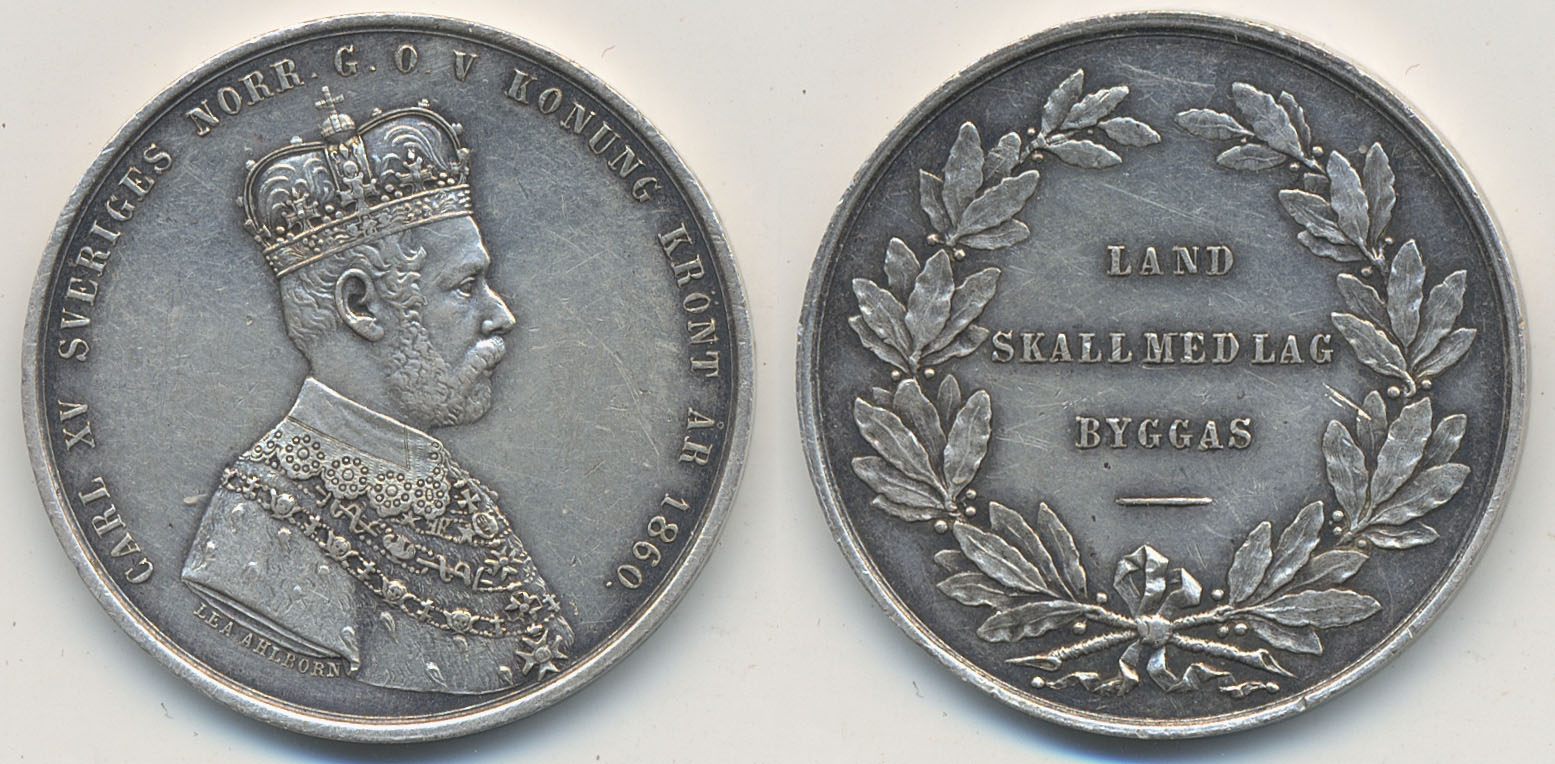 CARL XV SVERIGES NORR. G. O. V KONUNG KRÖNT ÅR 1860.
LEA AHLBORN
LAND
SKALL MED LAG
BYGGAS